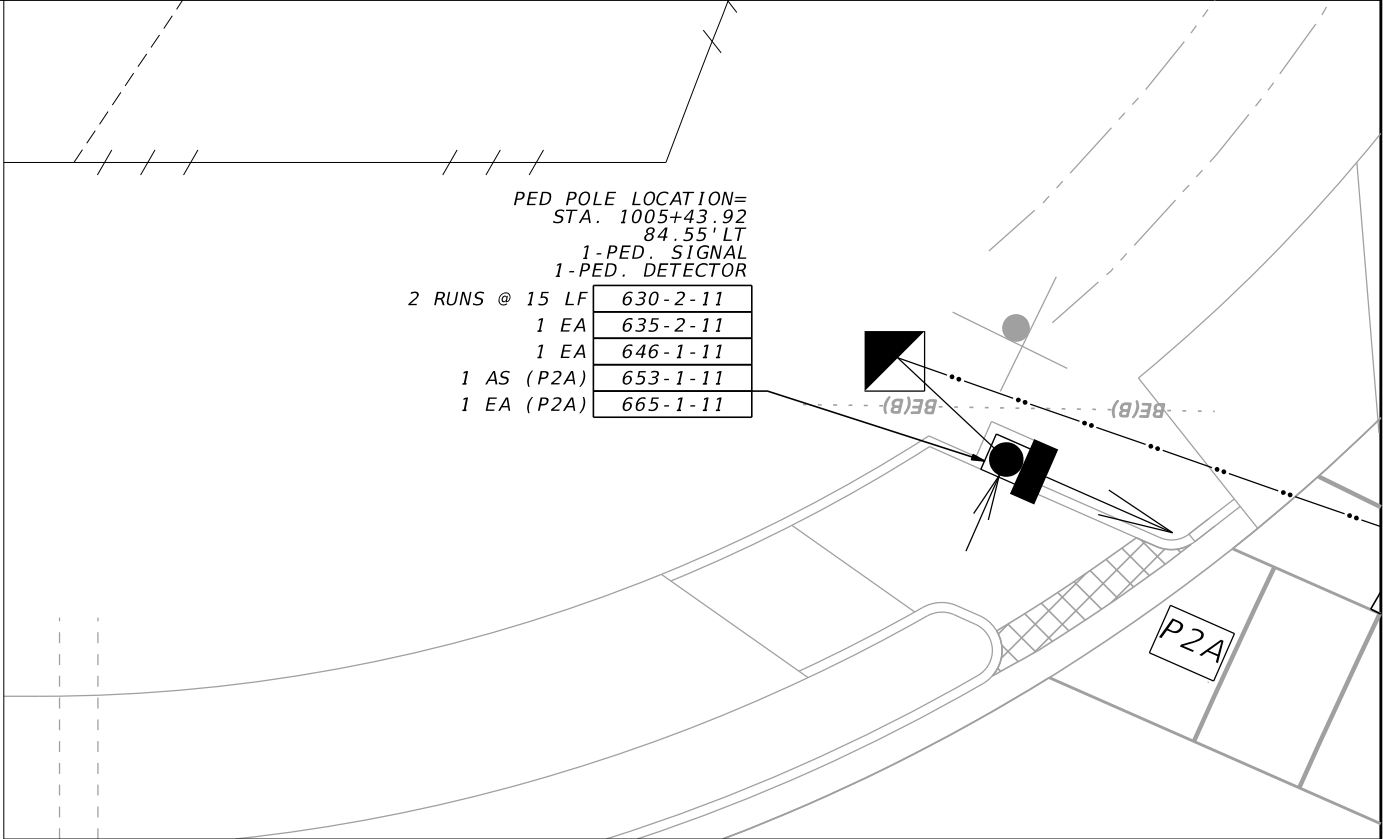 PED POLE LOCATION=
STA. 1005+43.92
84.55' LT
1-PED. SIGNAL
1-PED. DETECTOR
2 RUNS @ 15 LF 630-2-11
1 EA 635-2-11
1 EA 646-1-11
1 AS (P2A) 653-1-11
1 EA (P2A) 665-1-11
BE(B) BE(B)
P2A